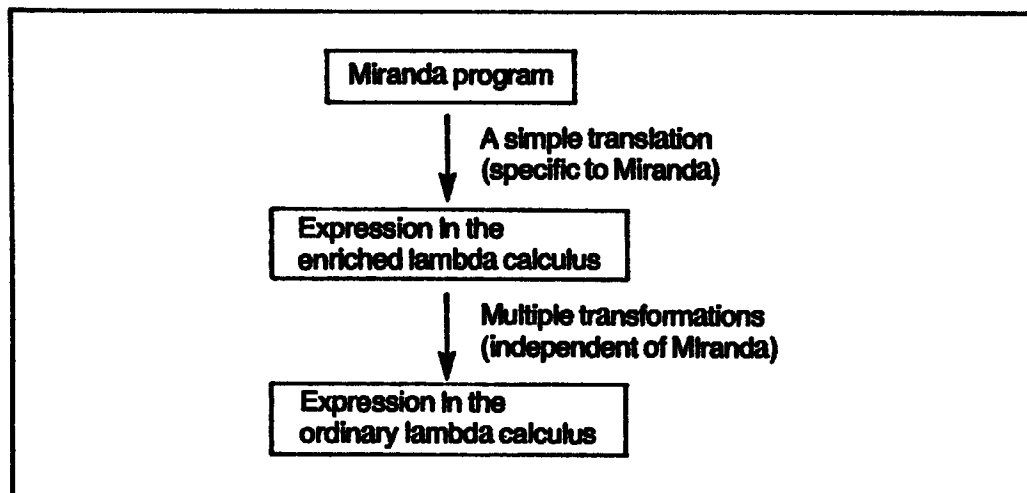 Miranda program
A simple translation
(specific to Miranda)
Expression in the
enriched lambda calculus
Multiple transformations
(independent of Miranda)
Expression in the
ordinary lambda calculus